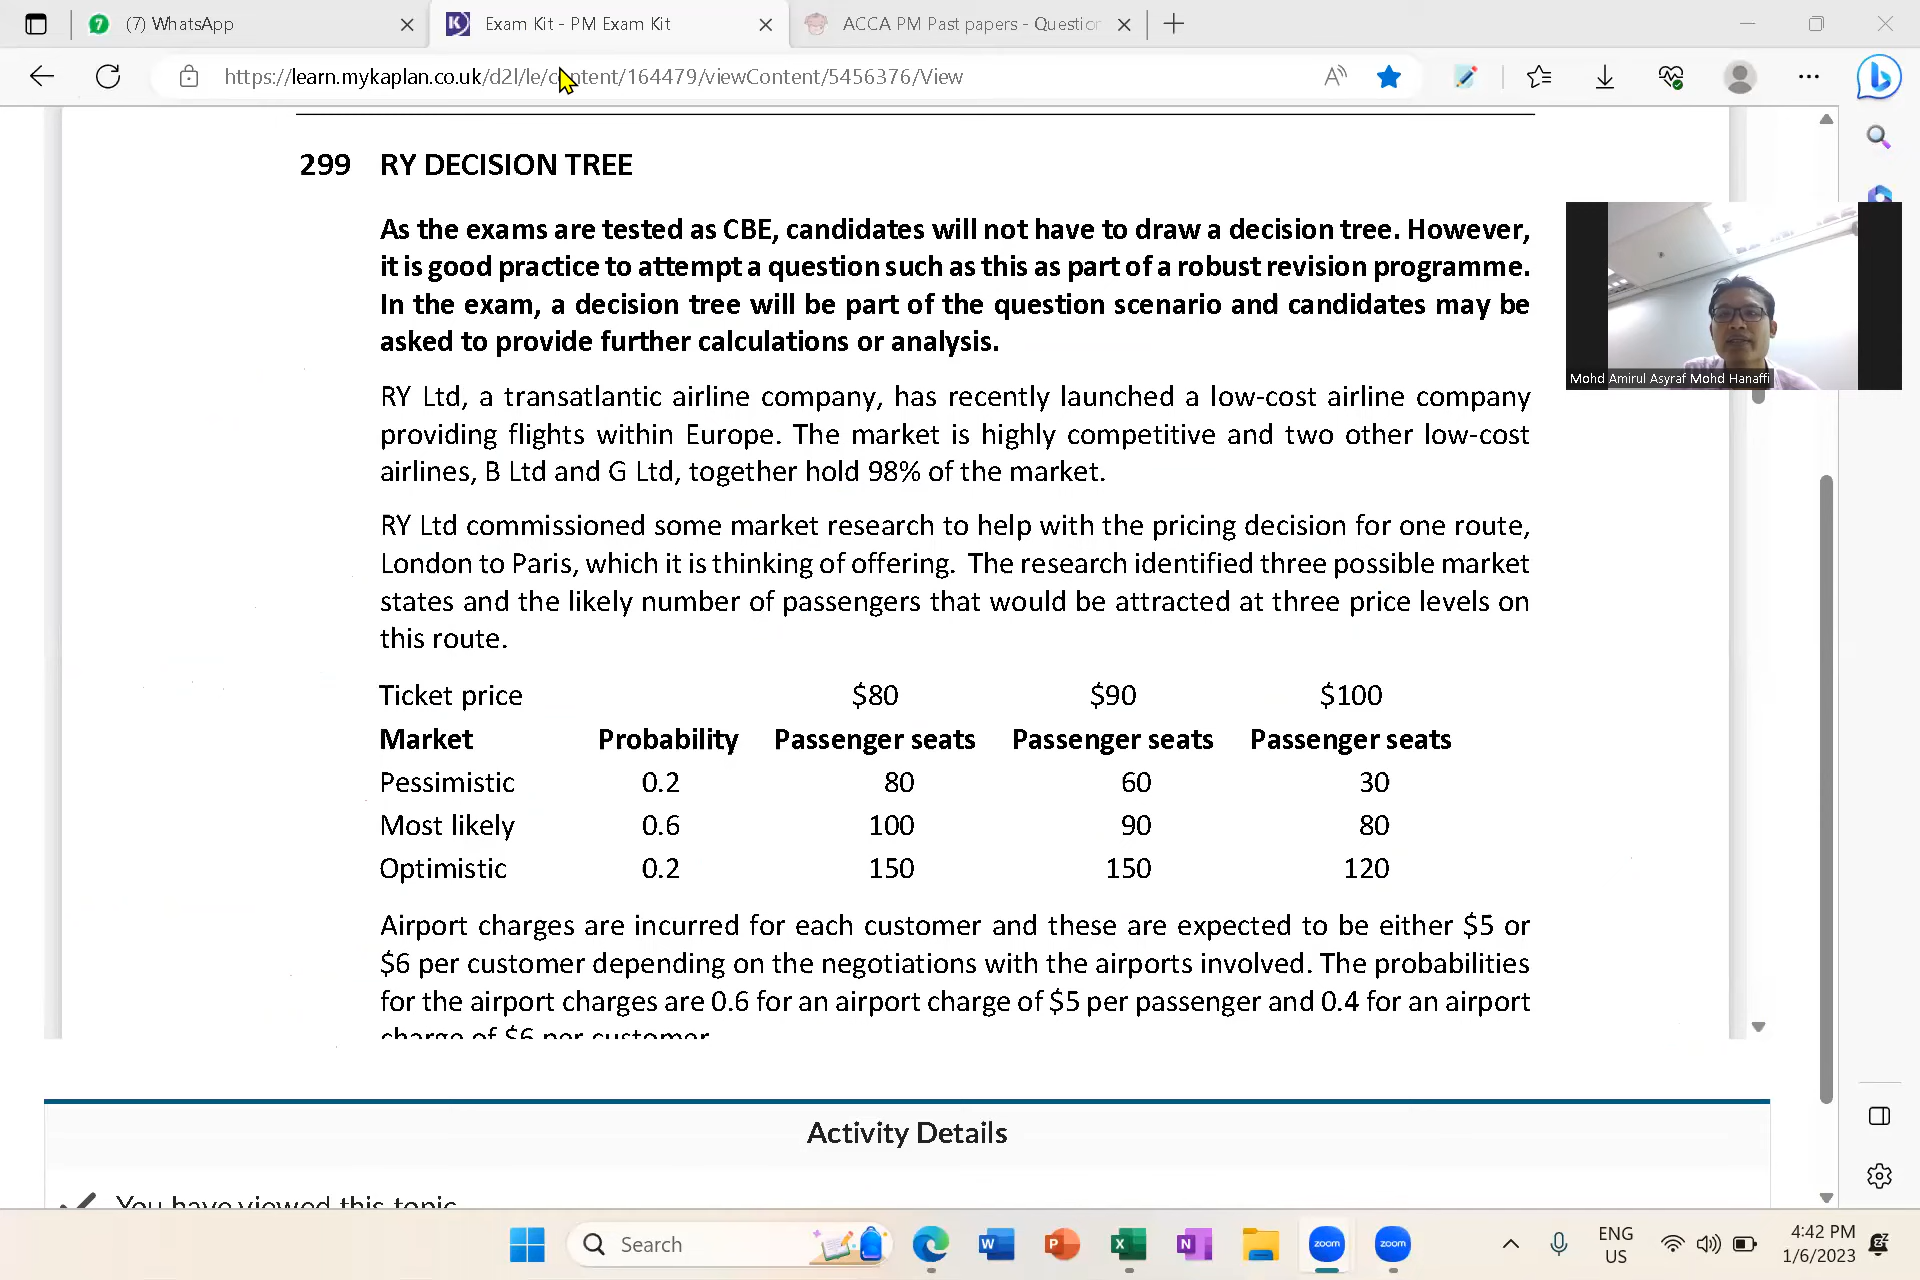 (7) WhatsApp
Exam Kit - PM Exam Kit
ACCA PM Past papers - Question
https://learn.mykaplan.co.uk/d2l/le/content/164479/viewContent/5456376/View
299 RY DECISION TREE
As the exams are tested as CBE, candidates will not have to draw a decision tree. However,
it is good practice to attempt a question such as this as part of a robust revision programme.
In the exam, a decision tree will be part of the question scenario and candidates may be
asked to provide further calculations or analysis.
Mohd Amirul Asyraf Mohd Hanaffi
RY Ltd, a transatlantic airline company, has recently launched a low-cost airline company
providing flights within Europe. The market is highly competitive and two other low-cost
airlines, B Ltd and G Ltd, together hold 98% of the market.
RY Ltd commissioned some market research to help with the pricing decision for one route,
London to Paris, which it is thinking of offering. The research identified three possible market
states and the likely number of passengers that would be attracted at three price levels on
this route.
Ticket price $80 $90 $100
Market Probability Passenger seats Passenger seats Passenger seats
Pessimistic 0.2 80 60 30
Most likely 0.6 100 90 80
Optimistic 0.2 150 150 120
Airport charges are incurred for each customer and these are expected to be either $5 or
$6 per customer depending on the negotiations with the airports involved. The probabilities
for the airport charges are 0.6 for an airport charge of $5 per passenger and 0.4 for an airport
charge of $6 per customer
Activity Details
You have viewed this topic
Search
zoom
zoom
ENG
US
4:42 PM
1/6/2023